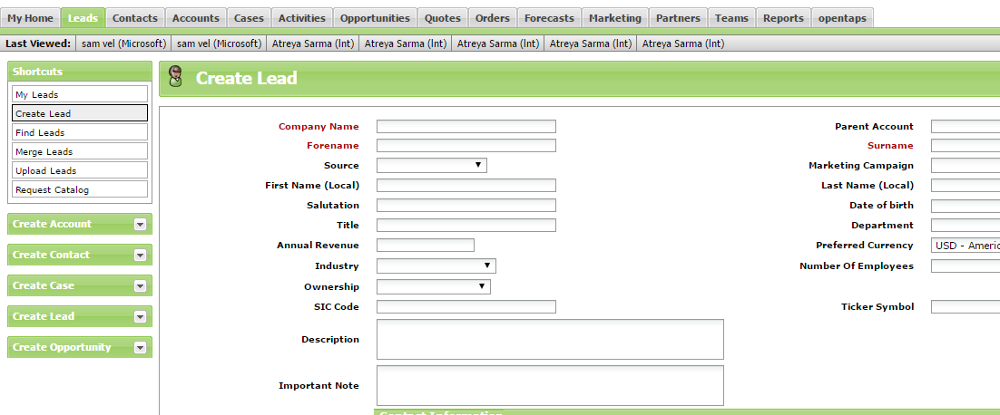 My Home Leads Contacts Accounts Cases Activities Opportunities Quotes Orders Forecasts Marketing Partners Teams Reports opentaps
Last Viewed: sam vel (Microsoft) sam vel (Microsoft) Atreya Sarma (Int) Atreya Sarma (Int) Atreya Sarma (Int) Atreya Sarma (Int) Atreya Sarma (Int)
Shortcuts
My Leads
Create Lead
Find Leads
Merge Leads
Upload Leads
Request Catalog
Create Account
Create Contact
Create Case
Create Lead
Create Opportunity
Create Lead
Company Name Parent Account
Forename Surname
Source Marketing Campaign
First Name (Local) Last Name (Local)
Salutation Date of birth
Title Department
Annual Revenue Preferred Currency USD - Americ
Industry Number Of Employees
Ownership
SIC Code Ticker Symbol
Description
Important Note
Contact Information